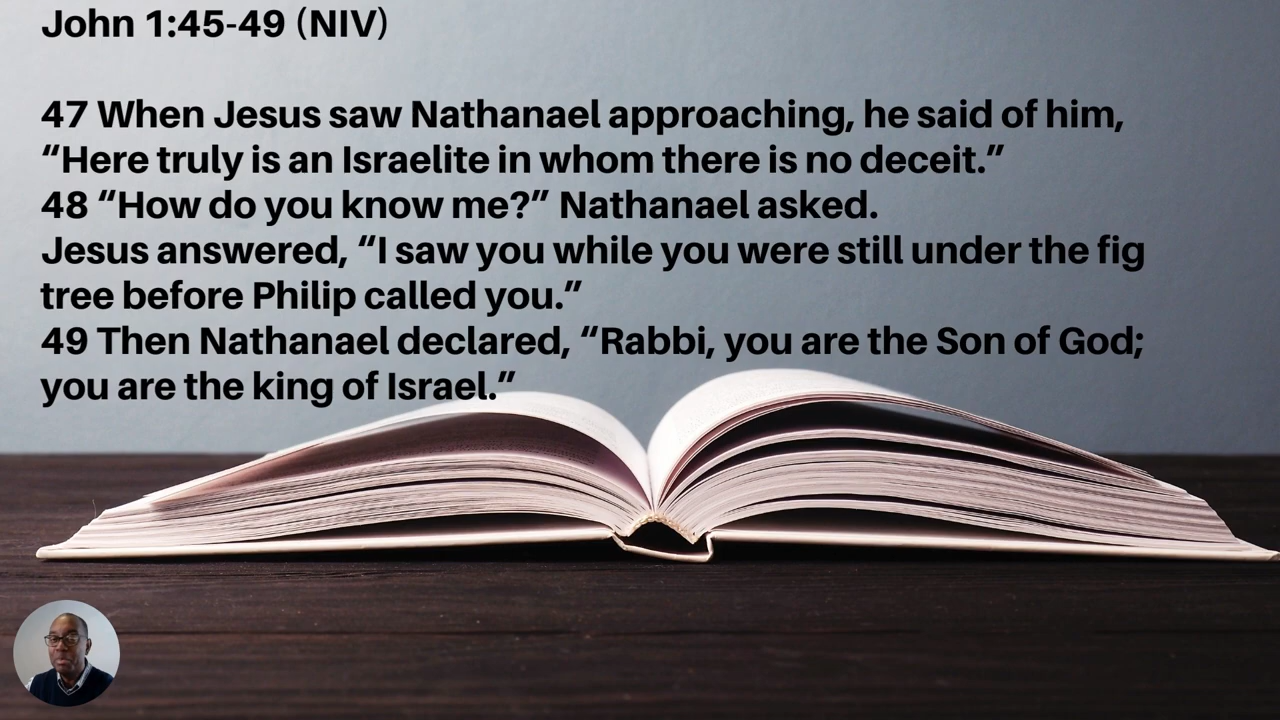 John 1:45-49 (NIV)
47 When Jesus saw Nathanael approaching, he said of him,
“Here truly is an Israelite in whom there is no deceit.”
48 “How do you know me?” Nathanael asked.
Jesus answered, “I saw you while you were still under the fig
tree before Philip called you.”
49 Then Nathanael declared, “Rabbi, you are the Son of God;
you are the king of Israel.”